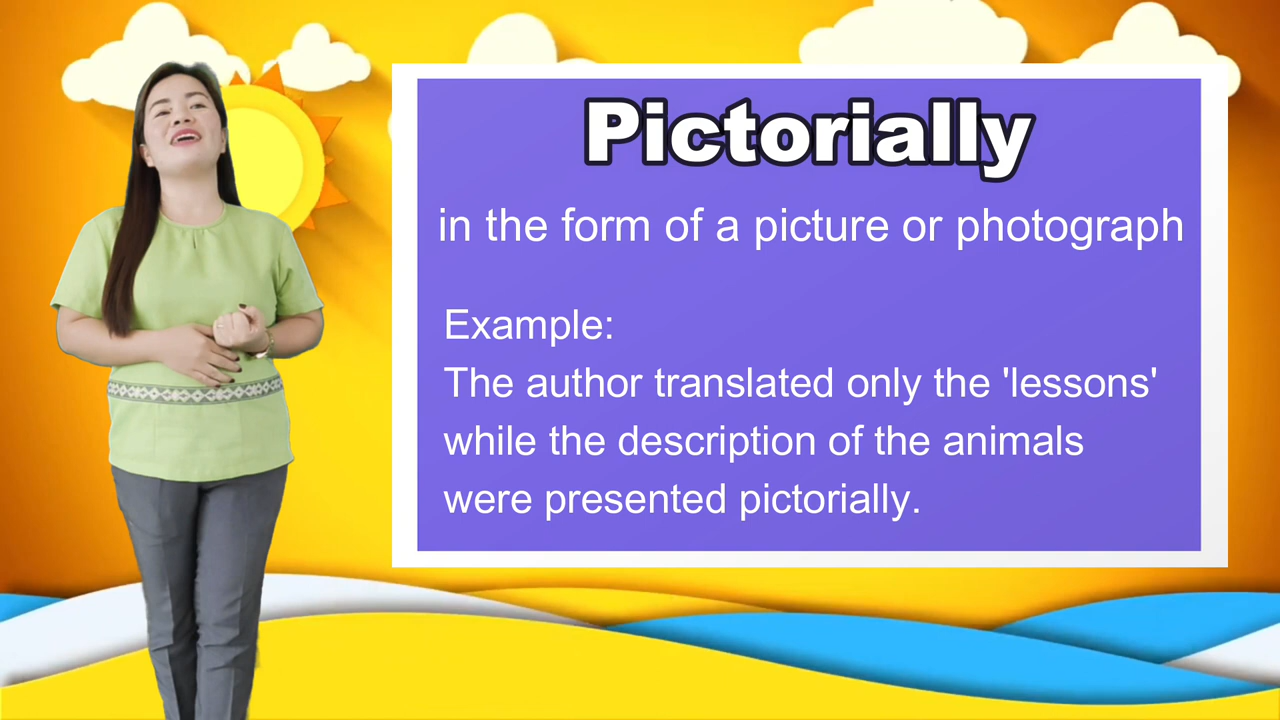 Pictorially
in the form of a picture or photograph
Example:
The author translated only the 'lessons'
while the description of the animals
were presented pictorially.